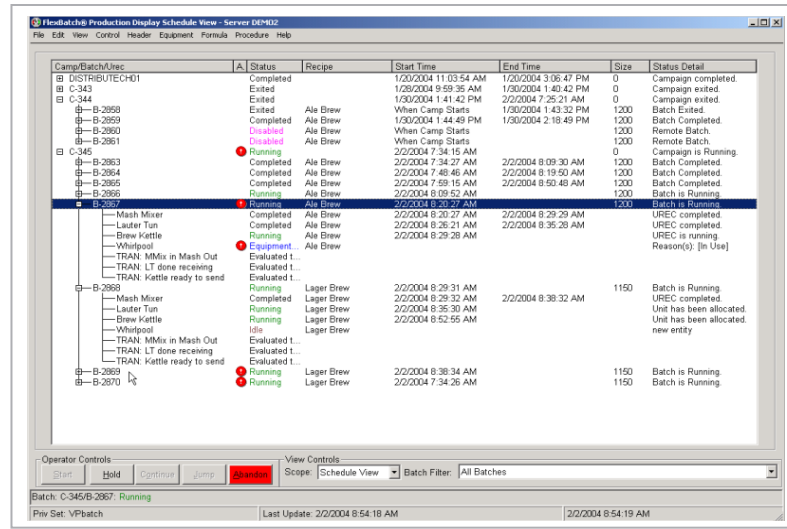 FlexBatch® Production Display Schedule View - Server DEMO2
File Edit View Control Header Equipment Formula Procedure Help
Camp/Batch/Urec A. Status Recipe Start Time End Time Size Status Detail
DISTRIBUTECH01 Completed 1/20/2004 11:03:54 AM 1/20/2004 3:06:47 PM 0 Campaign completed.
C-343 Exited 1/28/2004 9:59:35 AM 1/30/2004 1:40:42 PM 0 Campaign exited.
C-344 Exited 1/30/2004 1:41:42 PM 2/2/2004 7:25:21 AM 0 Campaign exited.
B-2858 Exited Ale Brew When Camp Starts 1/30/2004 1:43:32 PM 1200 Batch Exited.
B-2859 Completed Ale Brew 1/30/2004 1:44:49 PM 1/30/2004 2:18:49 PM 1200 Batch Completed.
B-2860 Disabled Ale Brew When Camp Starts 1200 Remote Batch.
B-2861 Disabled Ale Brew When Camp Starts 1200 Remote Batch.
C-345 Running 2/2/2004 7:34:15 AM 0 Campaign is Running.
B-2863 Completed Ale Brew 2/2/2004 7:34:27 AM 2/2/2004 8:09:30 AM 1200 Batch Completed.
B-2864 Completed Ale Brew 2/2/2004 7:48:46 AM 2/2/2004 8:19:50 AM 1200 Batch Completed.
B-2865 Completed Ale Brew 2/2/2004 7:59:15 AM 2/2/2004 8:50:48 AM 1200 Batch Completed.
B-2866 Running Ale Brew 2/2/2004 8:09:52 AM 1200 Batch is Running.
B-2867 Running Ale Brew 2/2/2004 8:20:27 AM 1200 Batch is Running.
Mash Mixer Completed Ale Brew 2/2/2004 8:20:27 AM 2/2/2004 8:29:29 AM UREC completed.
Lauter Tun Completed Ale Brew 2/2/2004 8:26:21 AM 2/2/2004 8:35:28 AM UREC completed.
Brew Kettle Running Ale Brew 2/2/2004 8:29:28 AM UREC is running.
Whirlpool Equipment... Ale Brew Reason(s): [In Use]
TRAN: MMix in Mash Out Evaluated t...
TRAN: LT done receiving Evaluated t...
TRAN: Kettle ready to send Evaluated t...
B-2868 Running Lager Brew 2/2/2004 8:29:31 AM 1150 Batch is Running.
Mash Mixer Completed Lager Brew 2/2/2004 8:29:32 AM 2/2/2004 8:38:32 AM UREC completed.
Lauter Tun Running Lager Brew 2/2/2004 8:35:30 AM Unit has been allocated.
Brew Kettle Running Lager Brew 2/2/2004 8:52:55 AM Unit has been allocated.
Whirlpool Idle Lager Brew new entity
TRAN: MMix in Mash Out Evaluated t...
TRAN: LT done receiving Evaluated t...
TRAN: Kettle ready to send Evaluated t...
B-2869 Running Lager Brew 2/2/2004 8:38:34 AM 1150 Batch is Running.
B-2870 Running Lager Brew 2/2/2004 7:34:26 AM 1150 Batch is Running.
Operator Controls View Controls
Start Hold Continue Jump Abandon Scope: Schedule View Batch Filter: All Batches
Batch: C-345/B-2867: Running
Priv Set: VPbatch Last Update: 2/2/2004 8:54:18 AM 2/2/2004 8:54:19 AM